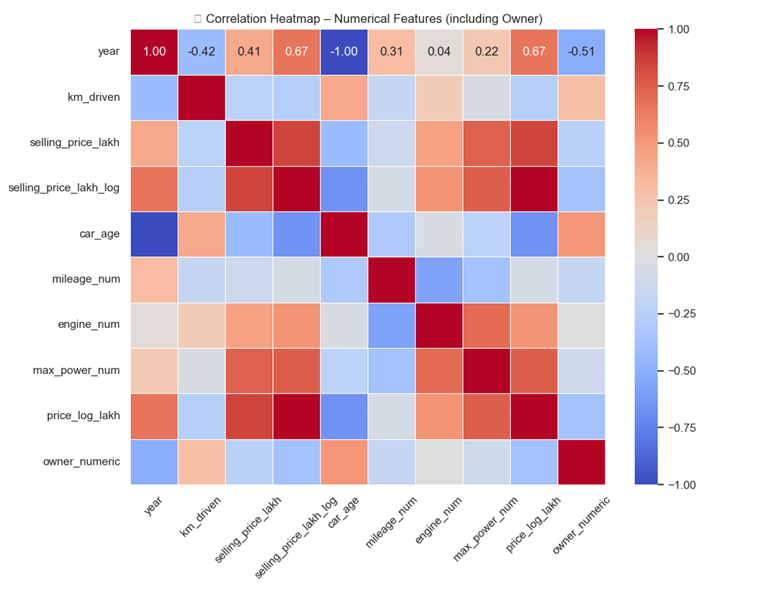 ▯ Correlation Heatmap – Numerical Features (including Owner)
year 1.00 -0.42 0.41 0.67 -1.00 0.31 0.04 0.22 0.67 -0.51
km_driven
selling_price_lakh
selling_price_lakh_log
car_age
mileage_num
engine_num
max_power_num
price_log_lakh
owner_numeric
year km_driven selling_price_lakh selling_price_lakh_log car_age mileage_num engine_num max_power_num price_log_lakh owner_numeric
1.00
0.75
0.50
0.25
0.00
−0.25
−0.50
−0.75
−1.00